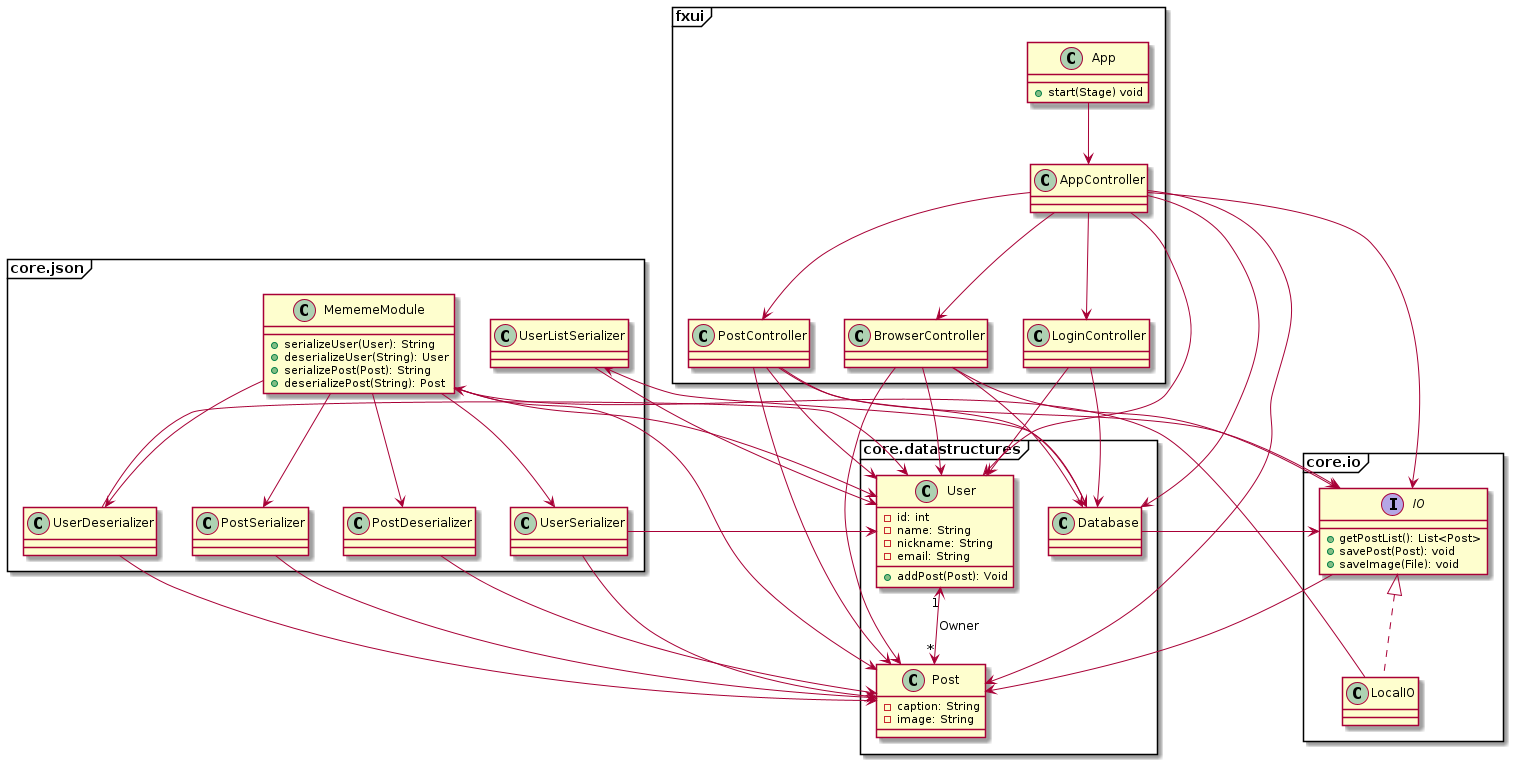 fxui
C App
start(Stage) void
C AppController
C PostController
C BrowserController
C LoginController
core.json
C MememeModule
serializeUser(User): String
deserializeUser(String): User
serializePost(Post): String
deserializePost(String): Post
C UserListSerializer
C UserDeserializer
C PostSerializer
C PostDeserializer
C UserSerializer
core.datastructures
C User
id: int
name: String
nickname: String
email: String
addPost(Post): Void
C Database
1
Owner
*
C Post
caption: String
image: String
core.io
I IO
getPostList(): List<Post>
savePost(Post): void
saveImage(File): void
C LocalIO